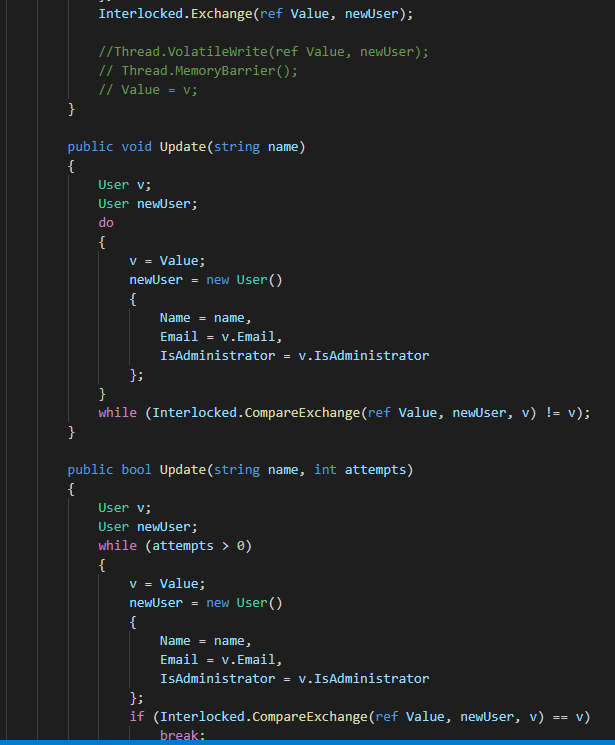 Interlocked.Exchange(ref Value, newUser);
//Thread.VolatileWrite(ref Value, newUser);
// Thread.MemoryBarrier();
// Value = v;
}
public void Update(string name)
{
User v;
User newUser;
do
{
v = Value;
newUser = new User()
{
Name = name,
Email = v.Email,
IsAdministrator = v.IsAdministrator
};
}
while (Interlocked.CompareExchange(ref Value, newUser, v) != v);
}
public bool Update(string name, int attempts)
{
User v;
User newUser;
while (attempts > 0)
{
v = Value;
newUser = new User()
{
Name = name,
Email = v.Email,
IsAdministrator = v.IsAdministrator
};
if (Interlocked.CompareExchange(ref Value, newUser, v) == v)
break;